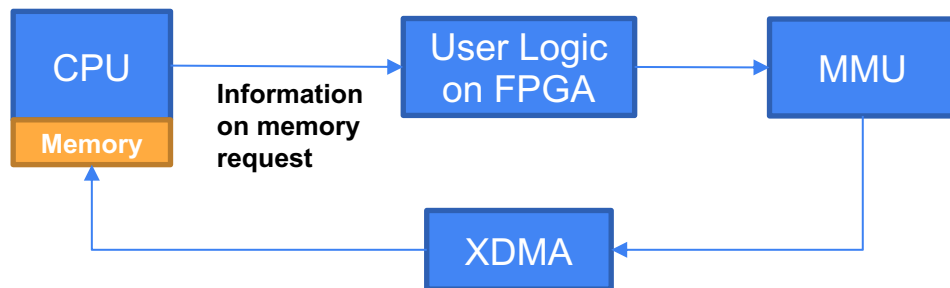 CPU
Memory
Information
on memory
request
User Logic
on FPGA
MMU
XDMA